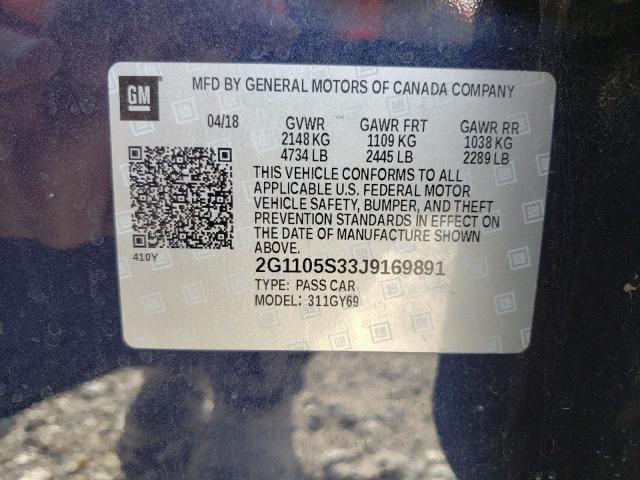 GM
MFD BY GENERAL MOTORS OF CANADA COMPANY
04/18 GVWR GAWR FRT GAWR RR
2148 KG 1109 KG 1038 KG
4734 LB 2445 LB 2289 LB
THIS VEHICLE CONFORMS TO ALL
APPLICABLE U.S. FEDERAL MOTOR
VEHICLE SAFETY, BUMPER, AND THEFT
PREVENTION STANDARDS IN EFFECT ON
THE DATE OF MANUFACTURE SHOWN
ABOVE.
410Y
2G1105S33J9169891
TYPE: PASS CAR
MODEL: 311GY69